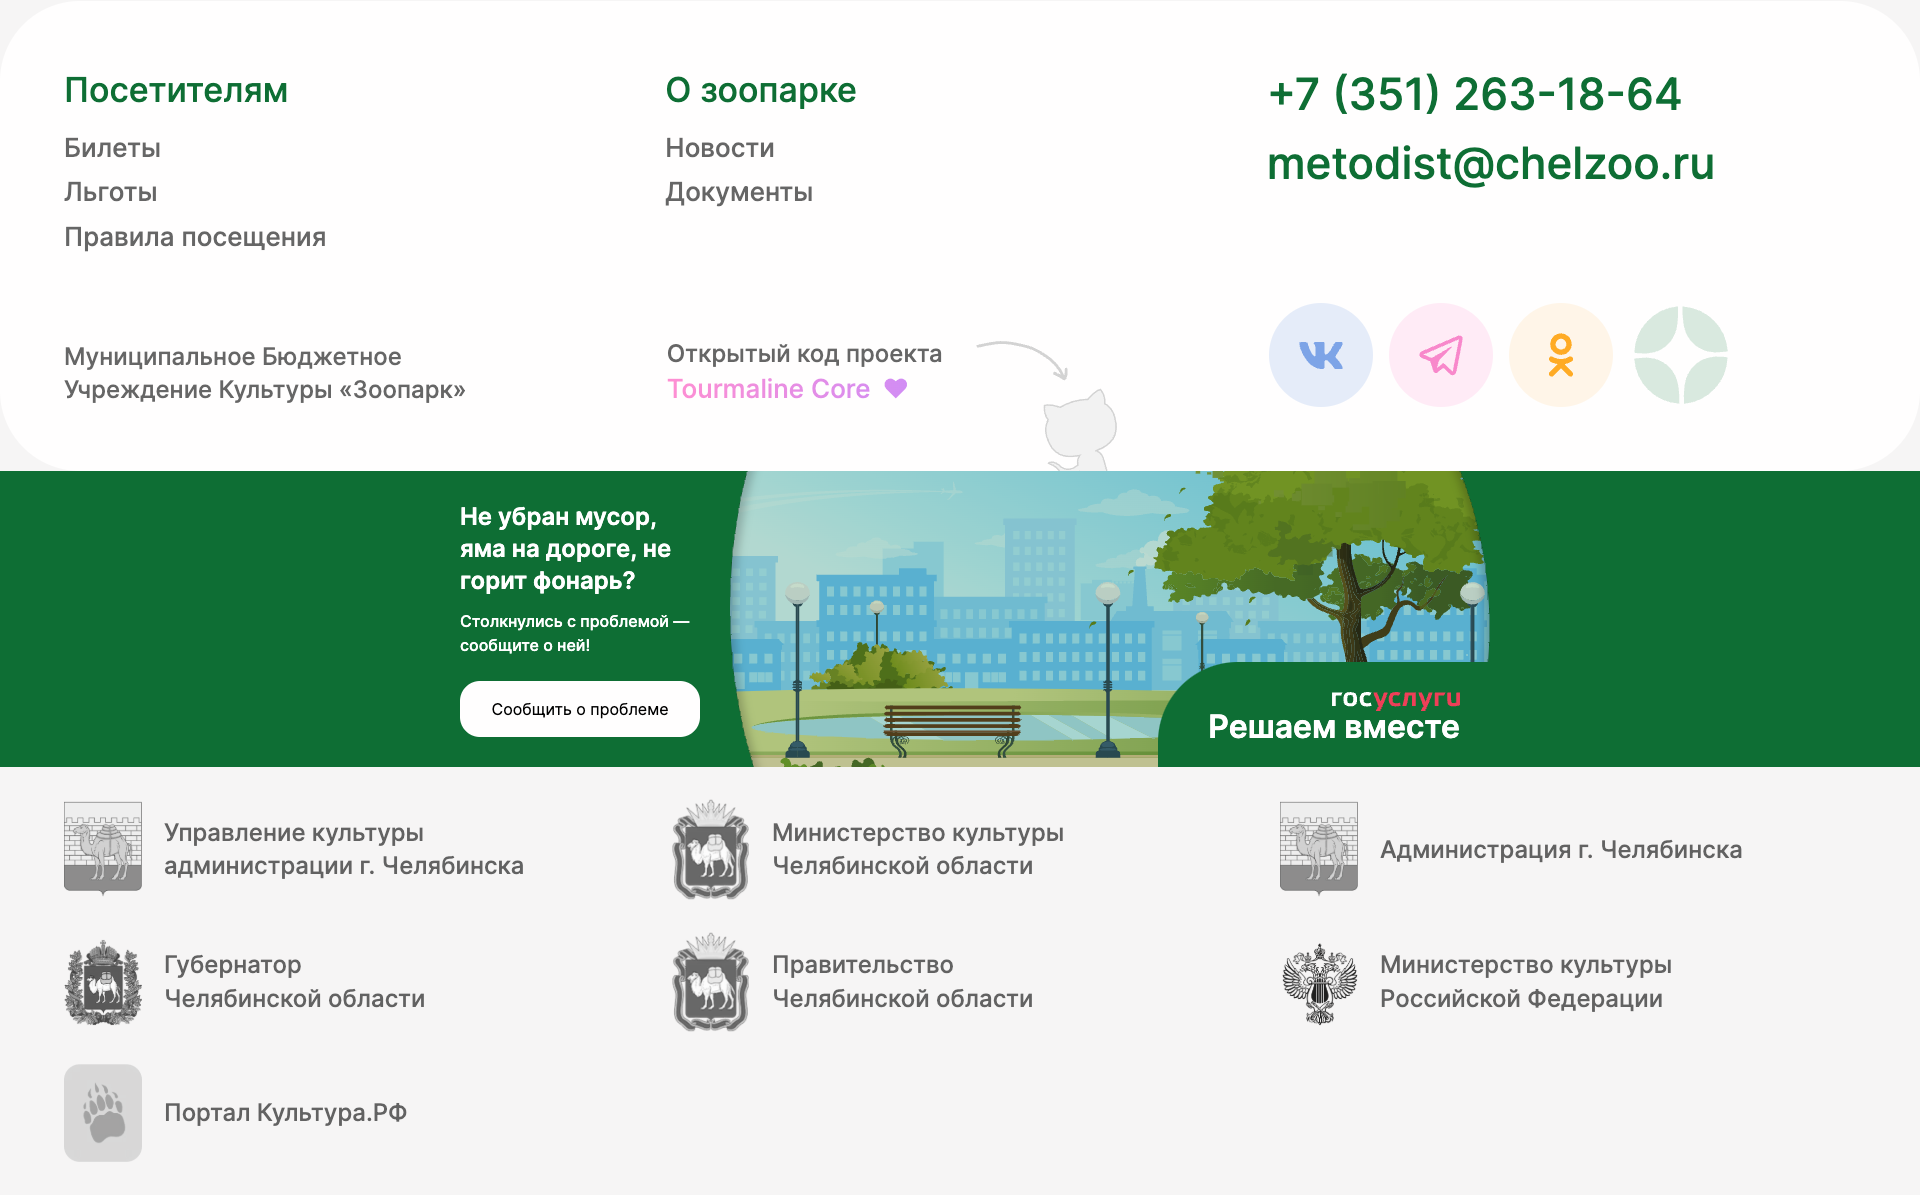 Посетителям
Билеты
Льготы
Правила посещения
О зоопарке
Новости
Документы
+7 (351) 263-18-64
metodist@chelzoo.ru
Муниципальное Бюджетное
Учреждение Культуры «Зоопарк»
Открытый код проекта
Tourmaline Core
Не убран мусор,
яма на дороге, не
горит фонарь?
Столкнулись с проблемой —
сообщите о ней!
Сообщить о проблеме
госуслуги
Решаем вместе
Управление культуры
администрации г. Челябинска
Министерство культуры
Челябинской области
Администрация г. Челябинска
Губернатор
Челябинской области
Правительство
Челябинской области
Министерство культуры
Российской Федерации
Портал Культура.РФ